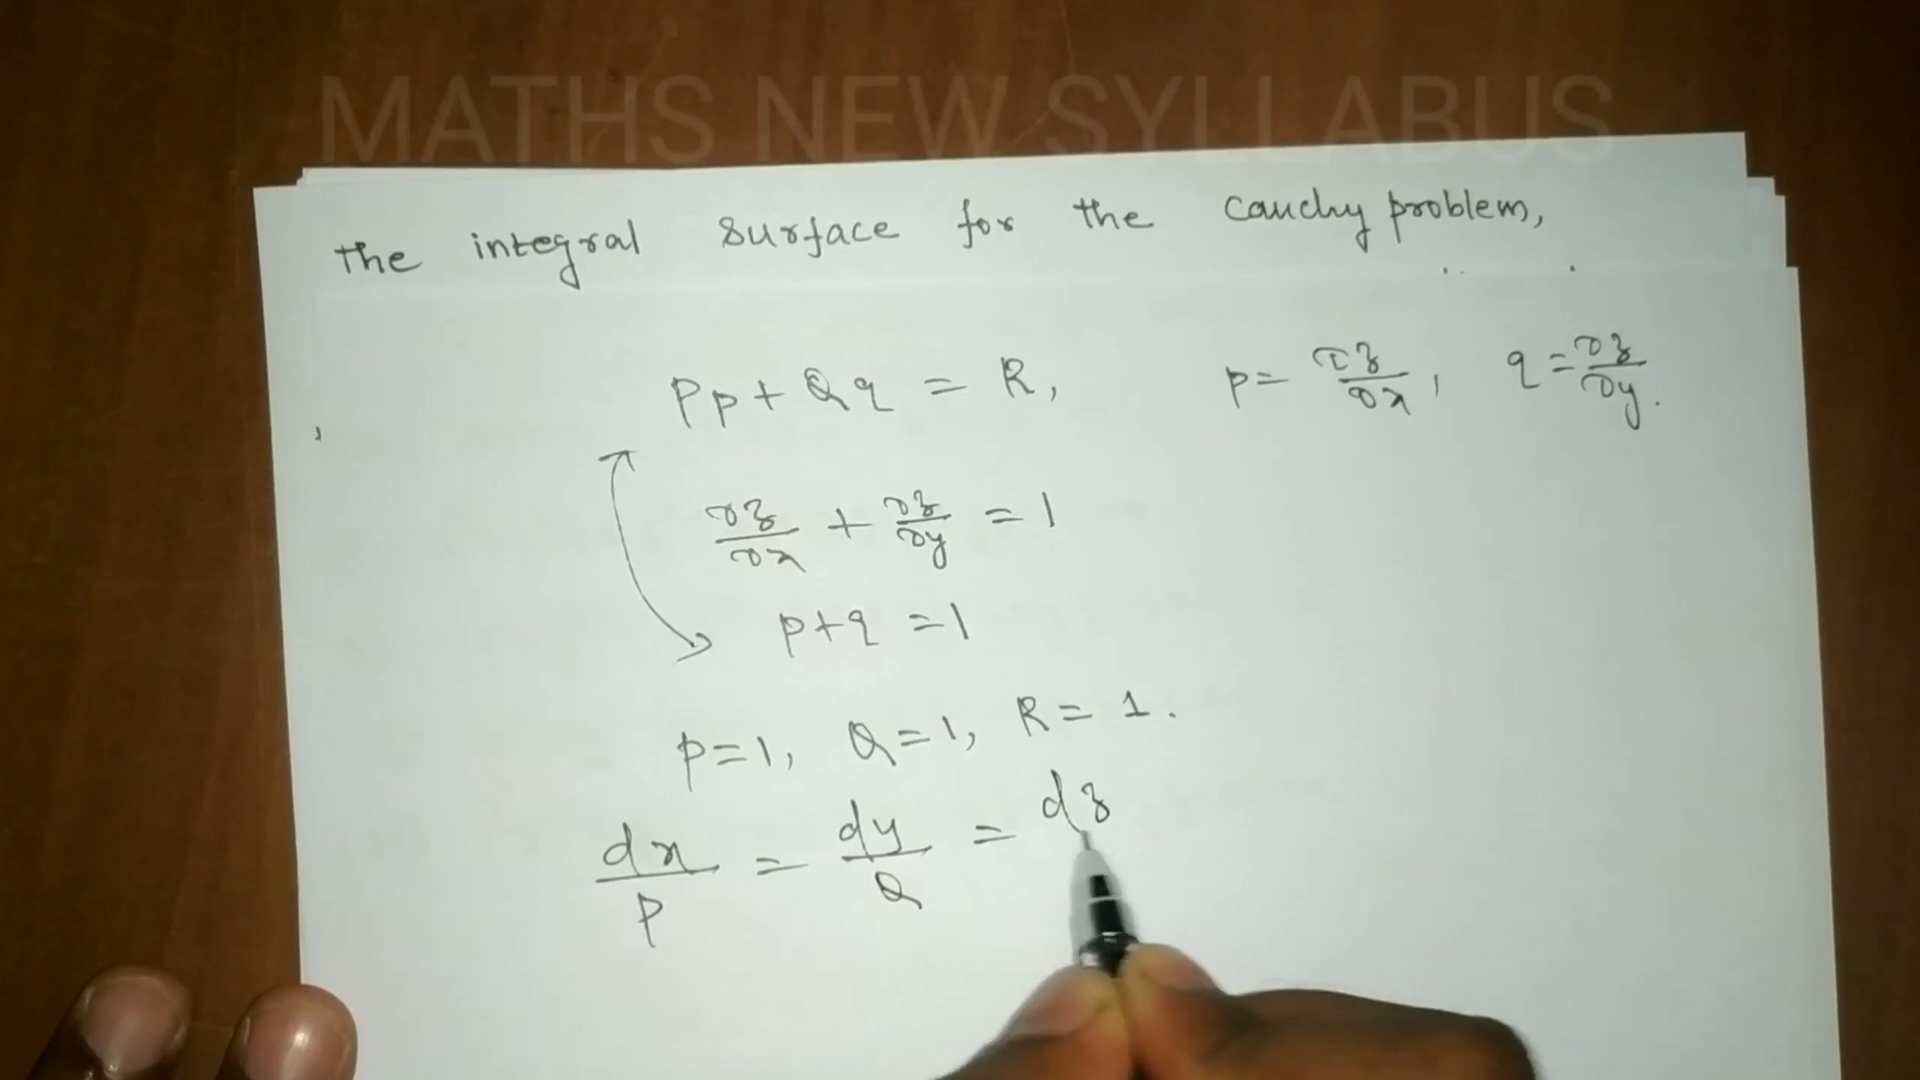 MATHS NEW SYLLABUS
The integral surface for the Cauchy problem,
Pp + Qq = R, p = ∂z/∂x, q = ∂z/∂y.
∂z/∂x + ∂z/∂y = 1
p+q = 1
P=1, Q=1, R= 1.
dx/P = dy/Q = dz